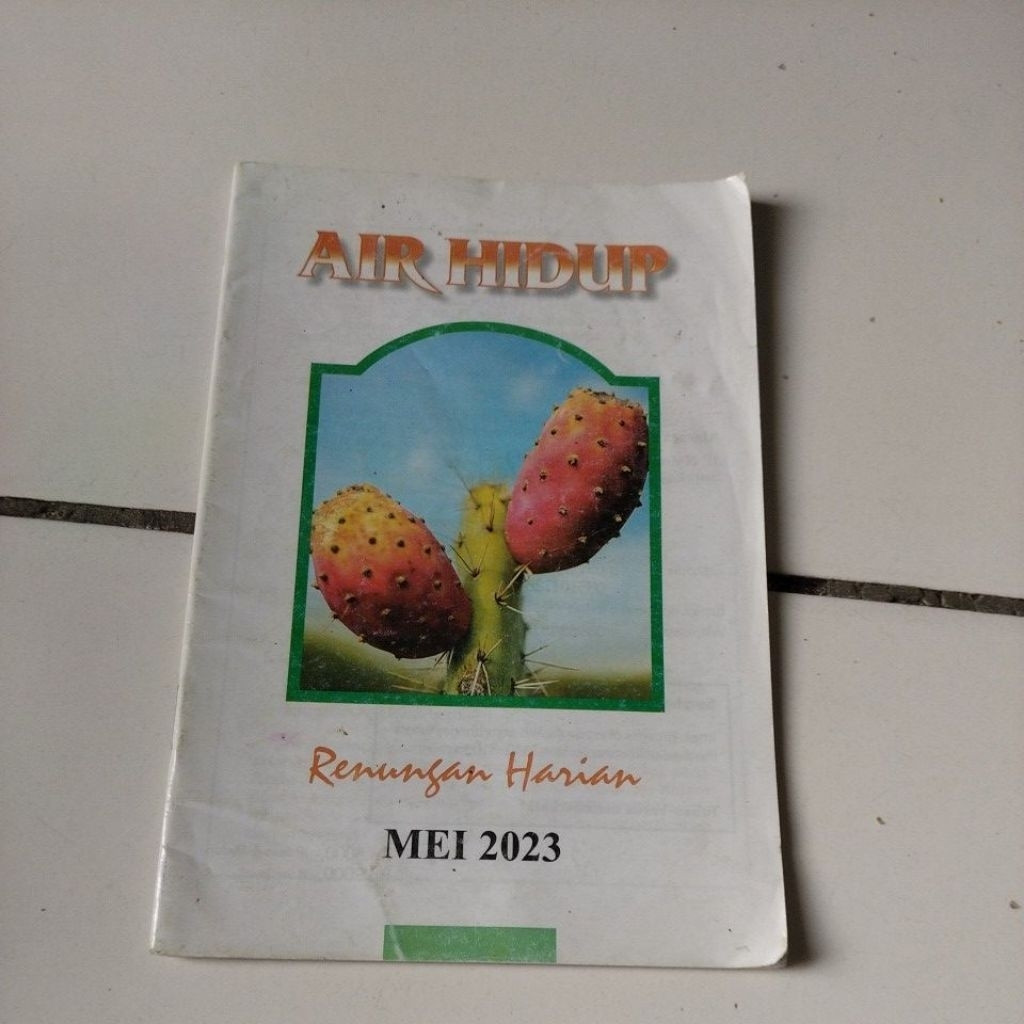 AIR HIDUP
Renungan Harian
MEI 2023